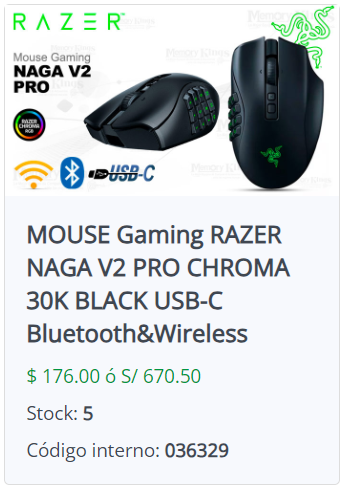 RAZER
Mouse Gaming
NAGA V2
PRO
RAZER
CHROMA
RGB
USB-C
MOUSE Gaming RAZER
NAGA V2 PRO CHROMA
30K BLACK USB-C
Bluetooth&Wireless
$ 176.00 ó S/ 670.50
Stock: 5
Código interno: 036329